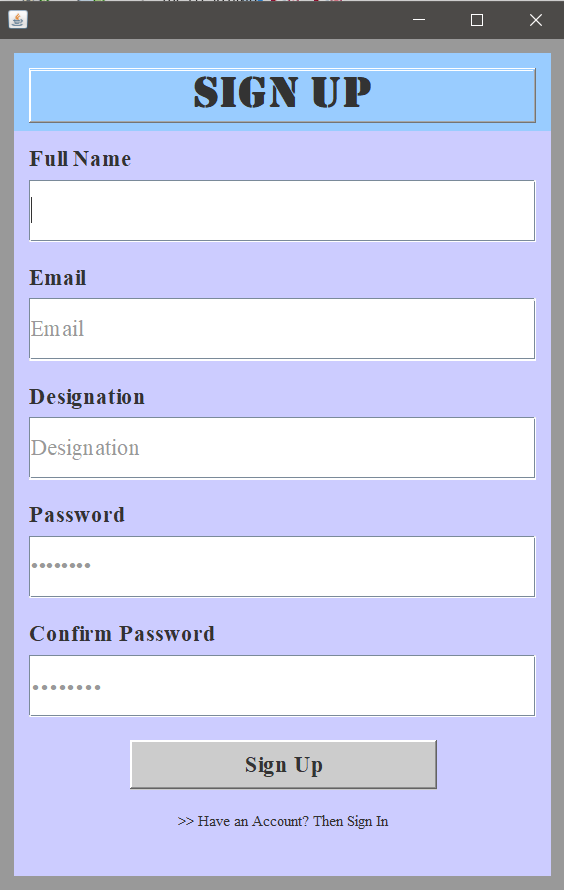 SIGN UP
Full Name
Email
Email
Designation
Designation
Password
••••••••
Confirm Password
••••••••
Sign Up
>> Have an Account? Then Sign In